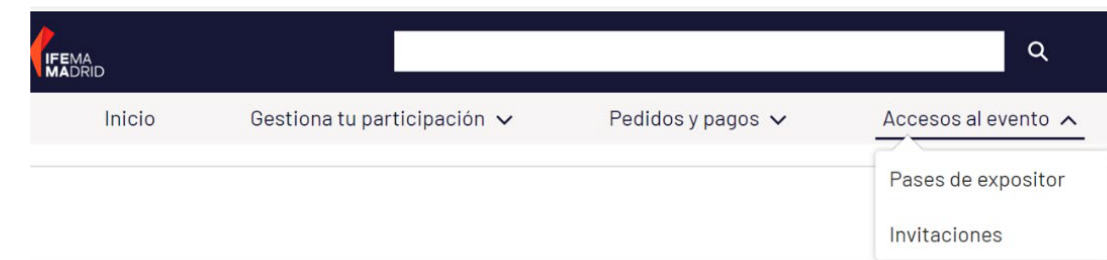 IFEMA
MADRID
Inicio
Gestiona tu participación
Pedidos y pagos
Accesos al evento
Pases de expositor
Invitaciones